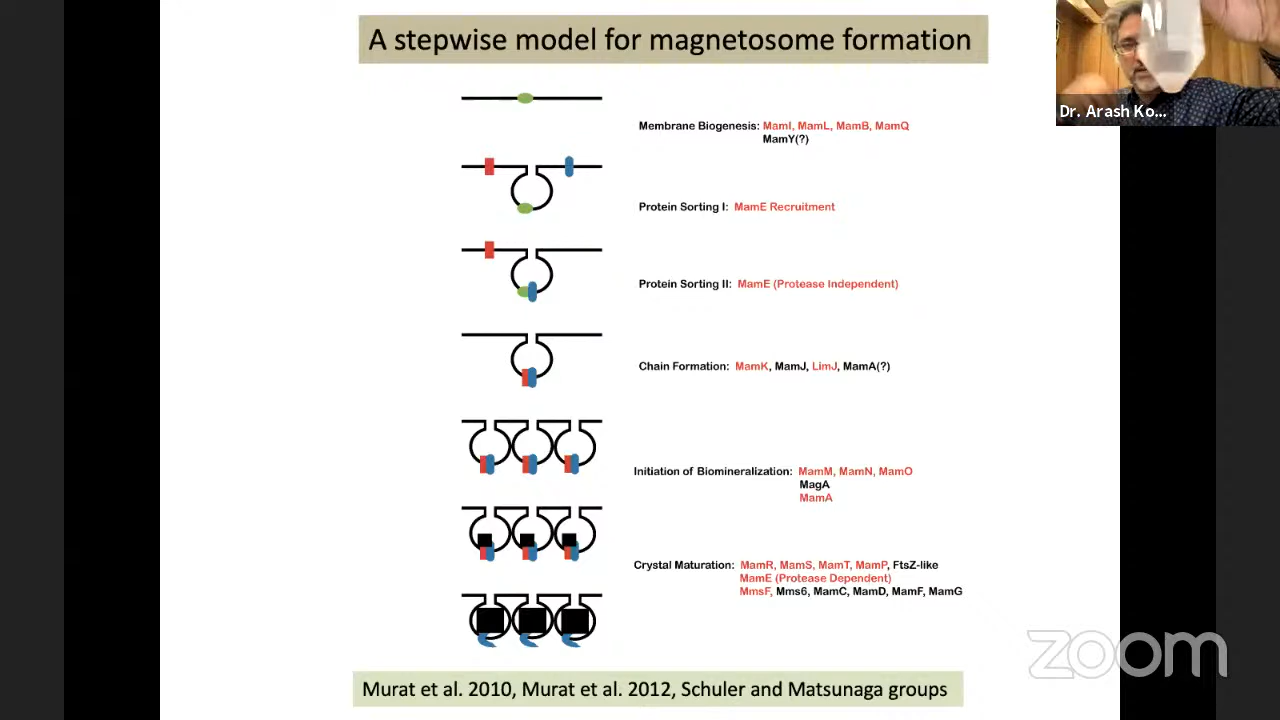 A stepwise model for magnetosome formation
Dr. Arash Ko...
Membrane Biogenesis: MamI, MamL, MamB, MamQ
MamY(?)
Protein Sorting I: MamE Recruitment
Protein Sorting II: MamE (Protease Independent)
Chain Formation: MamK, MamJ, LimJ, MamA(?)
Initiation of Biomineralization: MamM, MamN, MamO
MagA
MamA
Crystal Maturation: MamR, MamS, MamT, MamP, FtsZ-like
MamE (Protease Dependent)
MmsF, Mms6, MamC, MamD, MamF, MamG
zoom
Murat et al. 2010, Murat et al. 2012, Schuler and Matsunaga groups